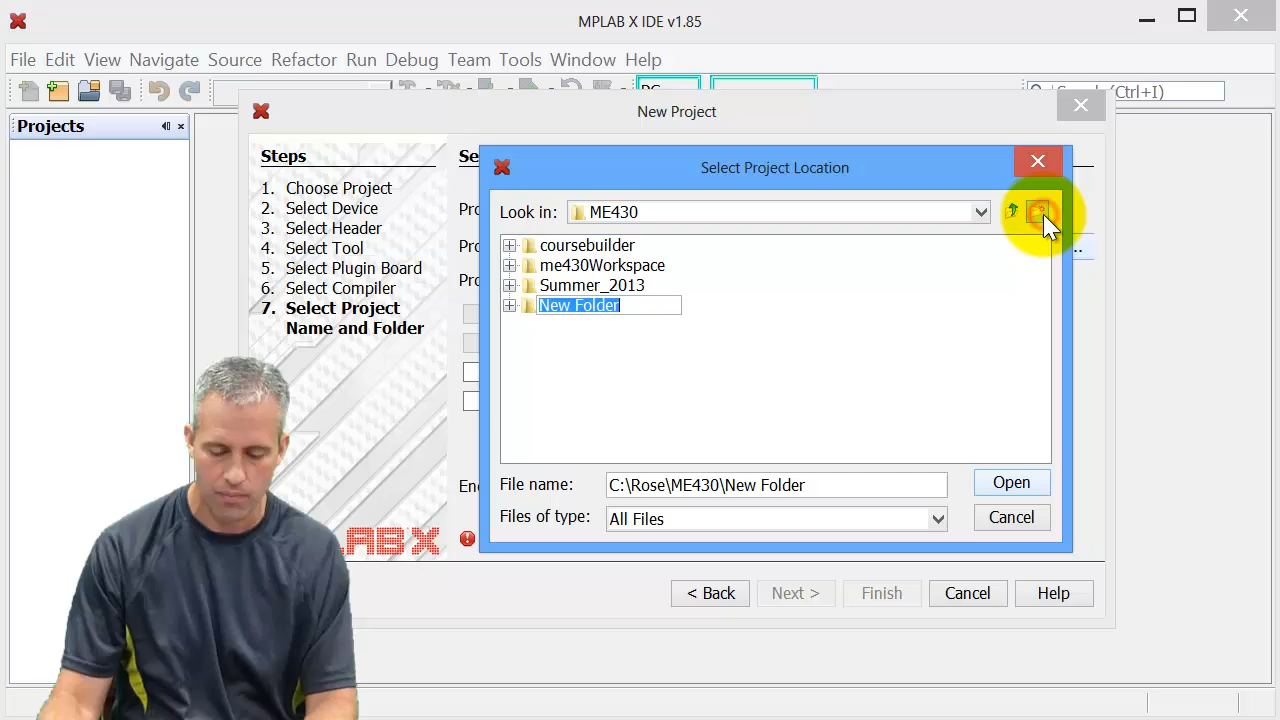 MPLAB X IDE v1.85
File Edit View Navigate Source Refactor Run Debug Team Tools Window Help
Search (Ctrl+I)
Projects
New Project
Steps
1. Choose Project
2. Select Device
3. Select Header
4. Select Tool
5. Select Plugin Board
6. Select Compiler
7. Select Project
Name and Folder
Select Project Location
Look in: ME430
coursebuilder
me430Workspace
Summer_2013
New Folder
File name: C:\Rose\ME430\New Folder
Open
Files of type: All Files
Cancel
< Back Next > Finish Cancel Help